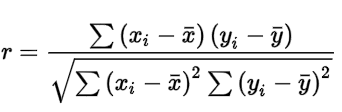 r = \frac{\sum (x_i - \bar{x})(y_i - \bar{y})}{\sqrt{\sum (x_i - \bar{x})^2 \sum (y_i - \bar{y})^2}}